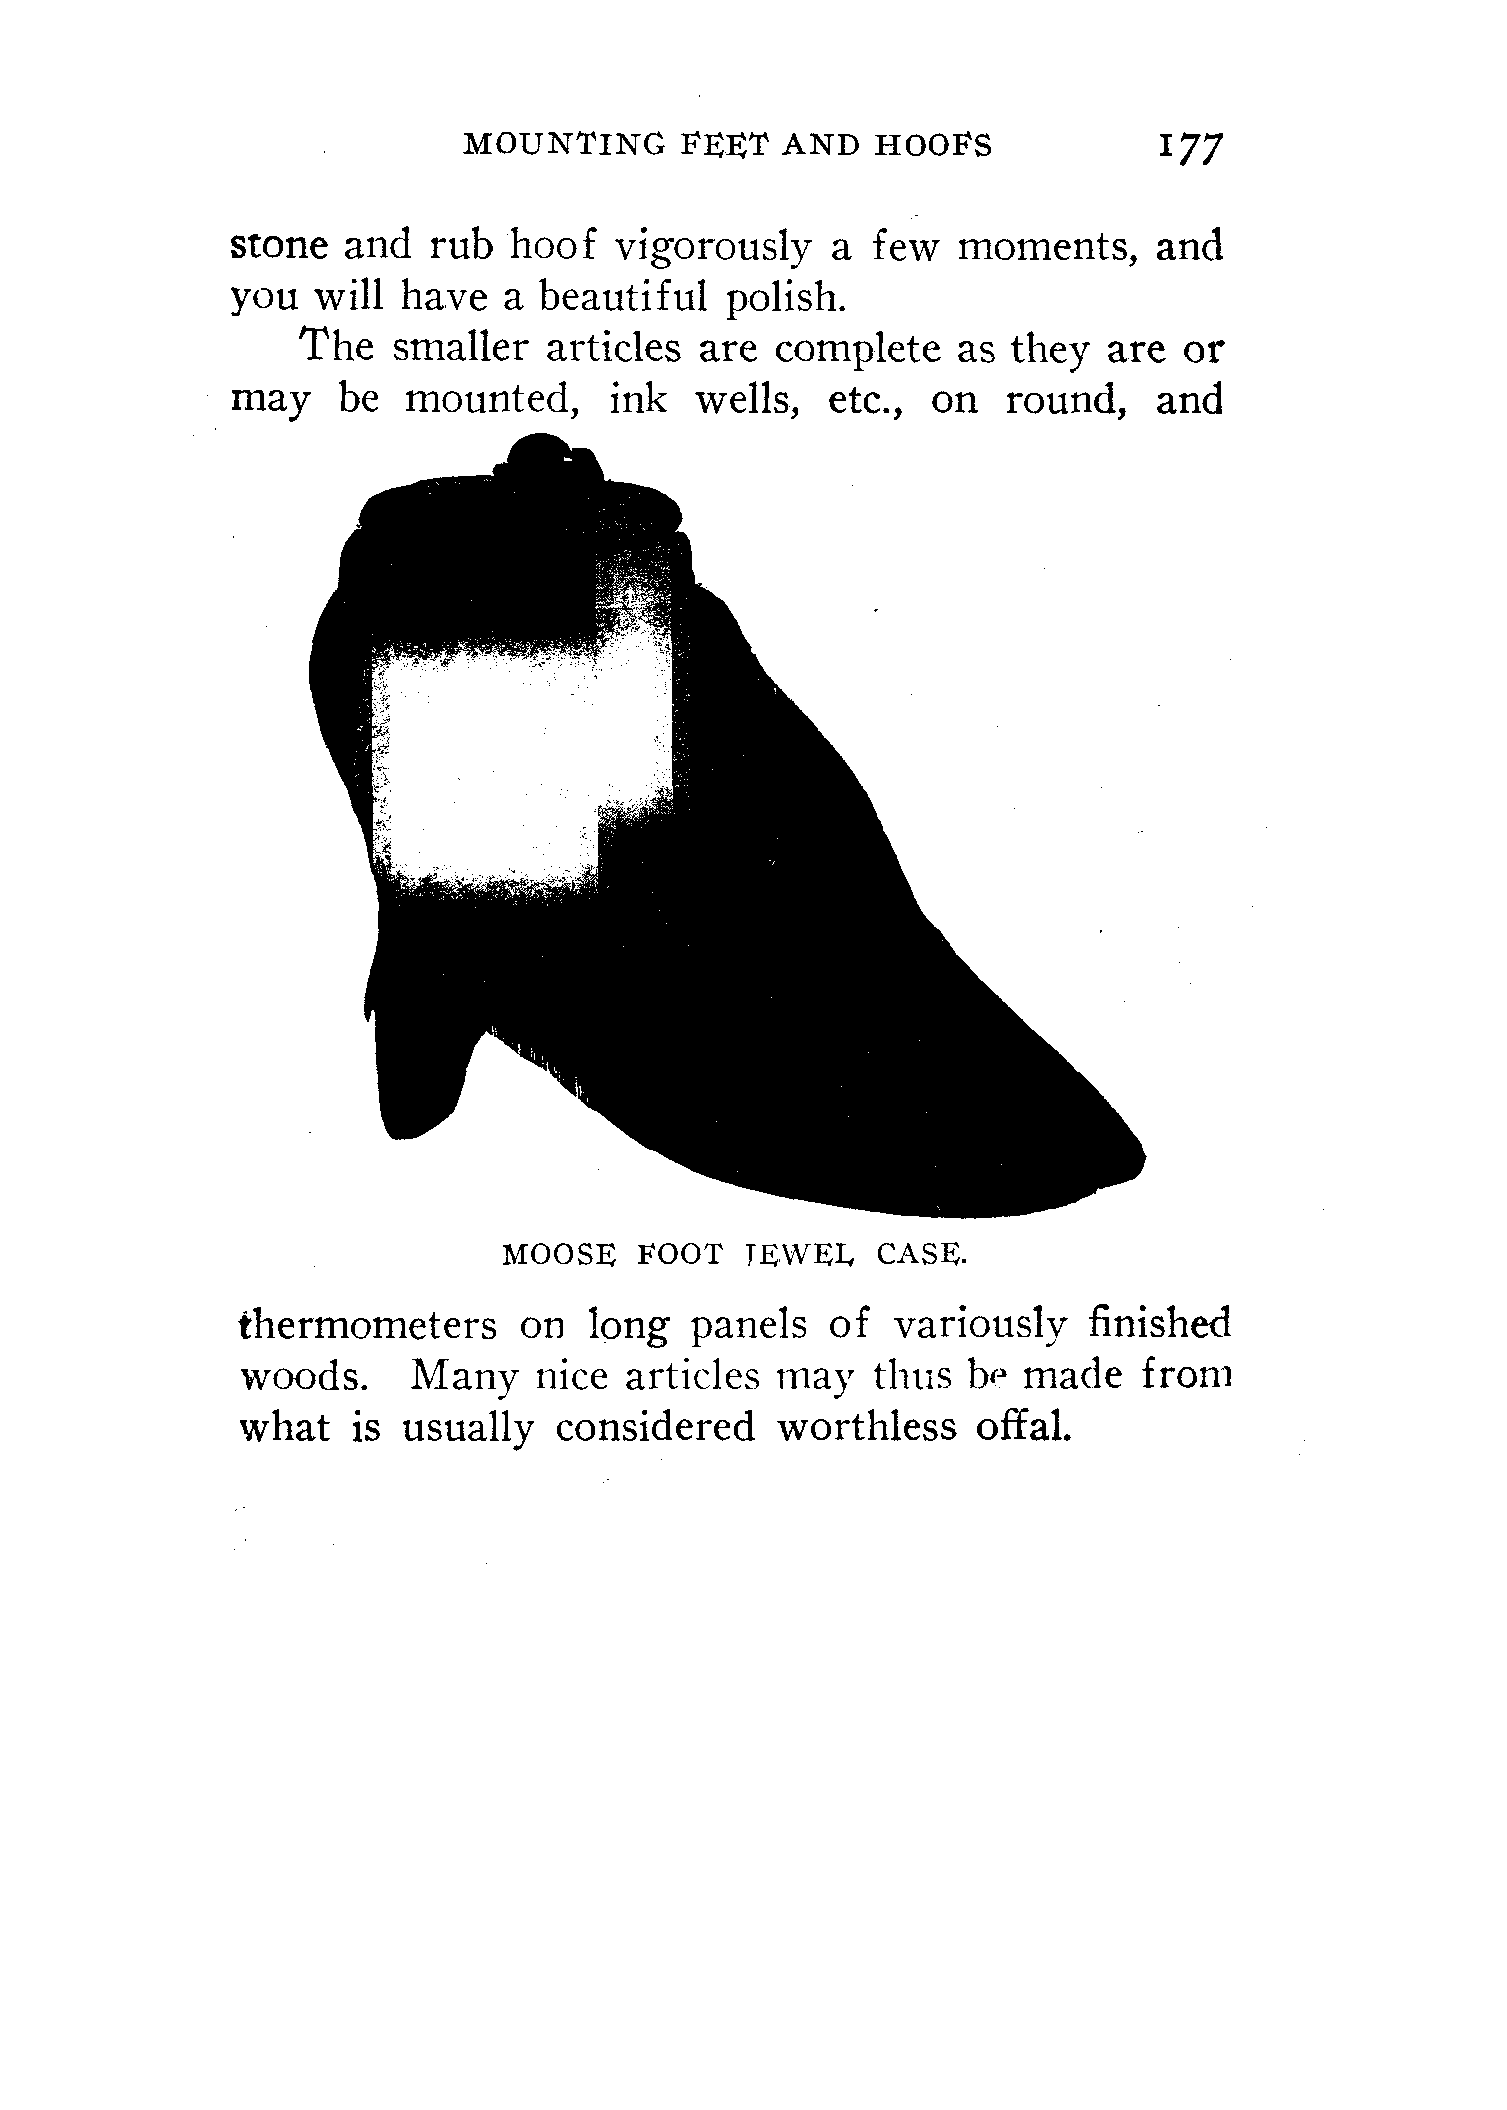 MOUNTING FEET AND HOOFS 177
stone and rub hoof vigorously a few moments, and
you will have a beautiful polish.
The smaller articles are complete as they are or
may be mounted, ink wells, etc., on round, and
MOOSE FOOT JEWEL CASE.
thermometers on long panels of variously finished
woods. Many nice articles may thus be made from
what is usually considered worthless offal.